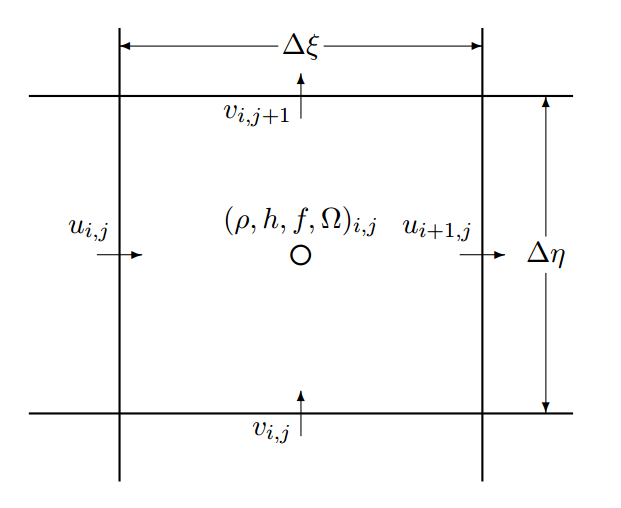 Δξ
v_{i,j+1}
(ρ, h, f, Ω)_{i,j}
u_{i,j}
u_{i+1,j}
Δη
v_{i,j}